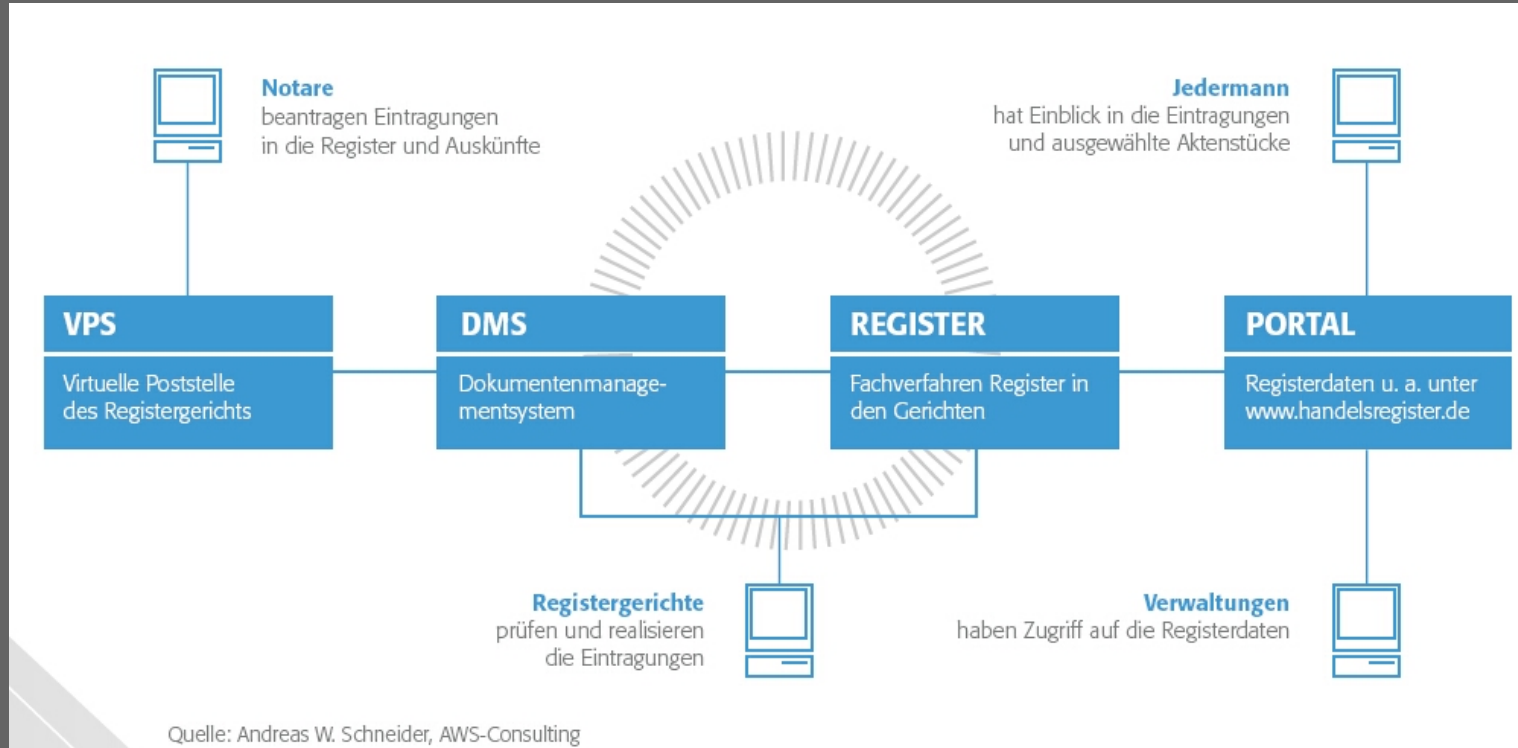 Notare
beantragen Eintragungen
in die Register und Auskünfte
Jedermann
hat Einblick in die Eintragungen
und ausgewählte Aktenstücke
VPS
Virtuelle Poststelle
des Registergerichts
DMS
Dokumentenmanage-
mentsystem
REGISTER
Fachverfahren Register in
den Gerichten
PORTAL
Registerdaten u. a. unter
www.handelsregister.de
Registergerichte
prüfen und realisieren
die Eintragungen
Verwaltungen
haben Zugriff auf die Registerdaten
Quelle: Andreas W. Schneider, AWS-Consulting